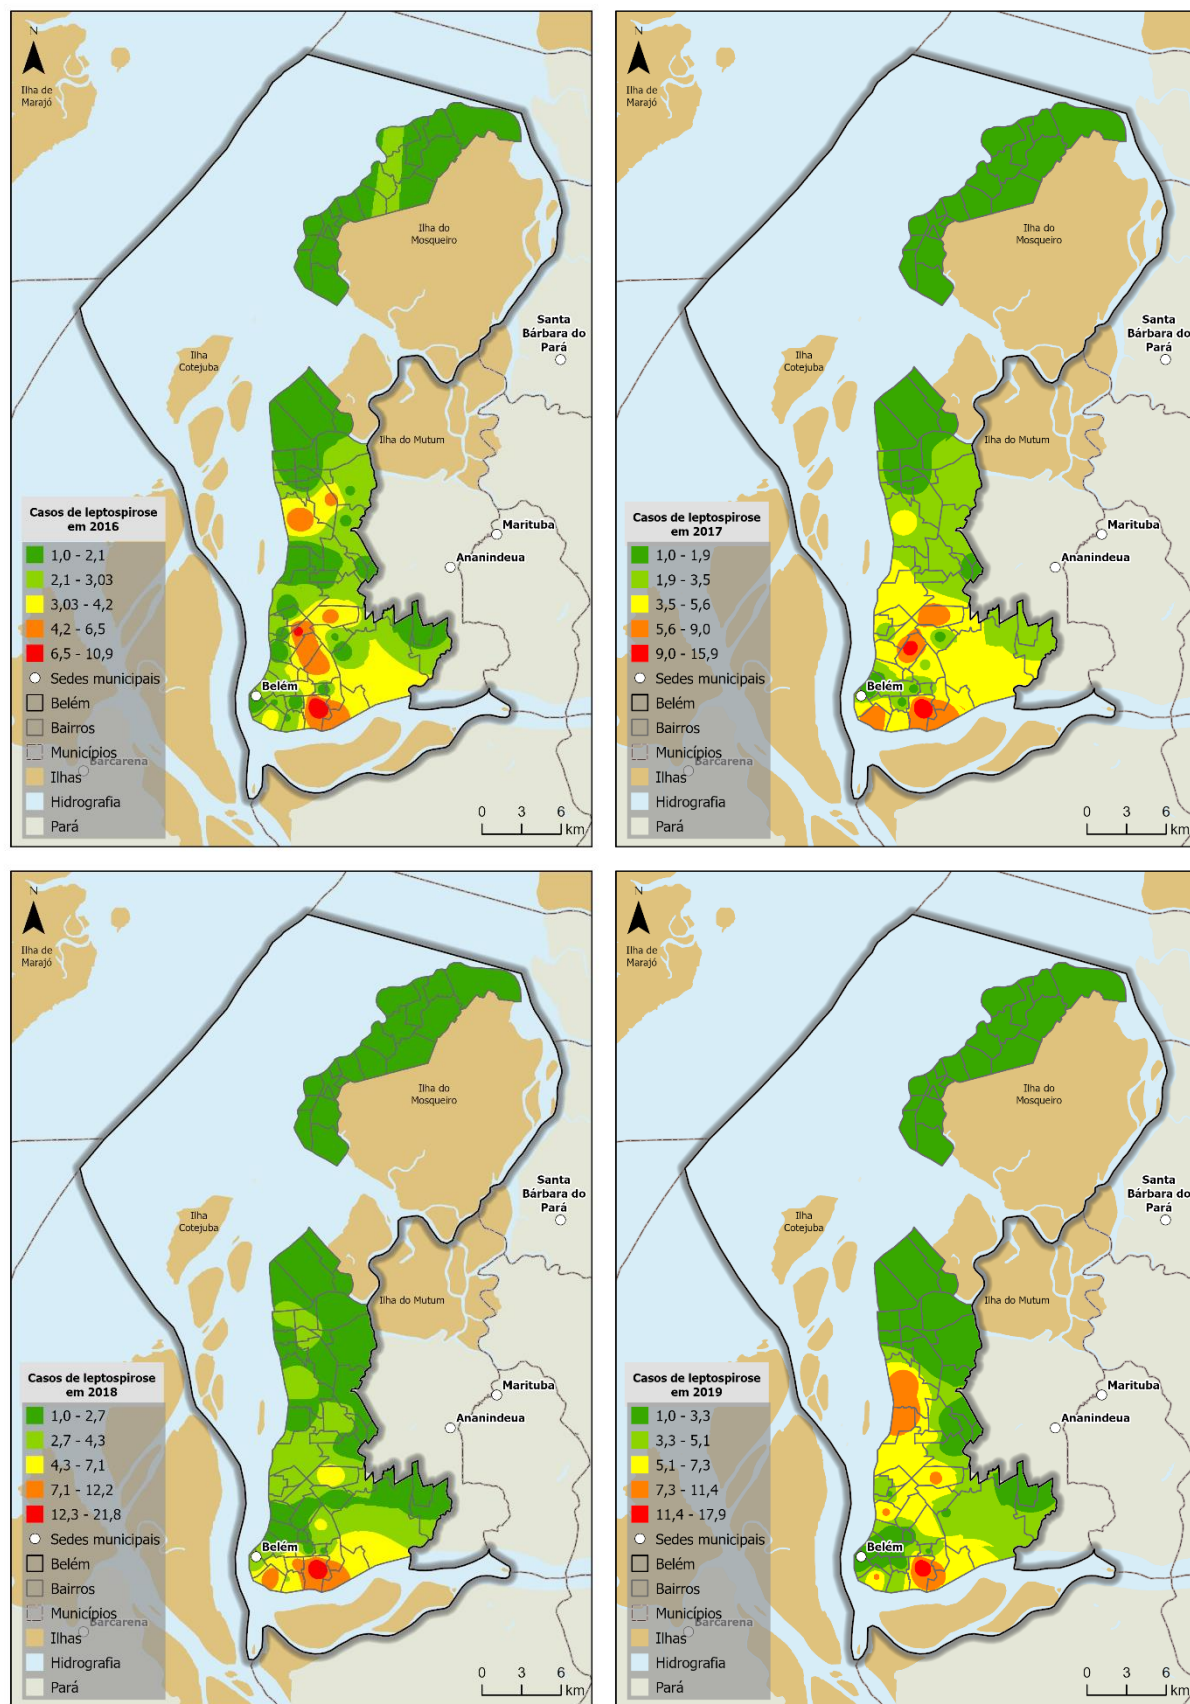 N
Ilha de
Marajó
Ilha do
Mosqueiro
Santa
Bárbara do
Pará
Ilha
Cotejuba
Ilha do Mutum
Marituba
Ananindeua
Belém
Barcarena
Casos de leptospirose
em 2016
1,0 - 2,1
2,1 - 3,03
3,03 - 4,2
4,2 - 6,5
6,5 - 10,9
Sedes municipais
Belém
Bairros
Municípios
Ilhas
Hidrografia
Pará
0 3 6
km
N
Ilha de
Marajó
Ilha do
Mosqueiro
Santa
Bárbara do
Pará
Ilha
Cotejuba
Ilha do Mutum
Marituba
Ananindeua
Belém
Barcarena
Casos de leptospirose
em 2017
1,0 - 1,9
1,9 - 3,5
3,5 - 5,6
5,6 - 9,0
9,0 - 15,9
Sedes municipais
Belém
Bairros
Municípios
Ilhas
Hidrografia
Pará
0 3 6
km
N
Ilha de
Marajó
Ilha do
Mosqueiro
Santa
Bárbara do
Pará
Ilha
Cotejuba
Ilha do Mutum
Marituba
Ananindeua
Belém
Barcarena
Casos de leptospirose
em 2018
1,0 - 2,7
2,7 - 4,3
4,3 - 7,1
7,1 - 12,2
12,3 - 21,8
Sedes municipais
Belém
Bairros
Municípios
Ilhas
Hidrografia
Pará
0 3 6
km
N
Ilha de
Marajó
Ilha do
Mosqueiro
Santa
Bárbara do
Pará
Ilha
Cotejuba
Ilha do Mutum
Marituba
Ananindeua
Belém
Barcarena
Casos de leptospirose
em 2019
1,0 - 3,3
3,3 - 5,1
5,1 - 7,3
7,3 - 11,4
11,4 - 17,9
Sedes municipais
Belém
Bairros
Municípios
Ilhas
Hidrografia
Pará
0 3 6
km